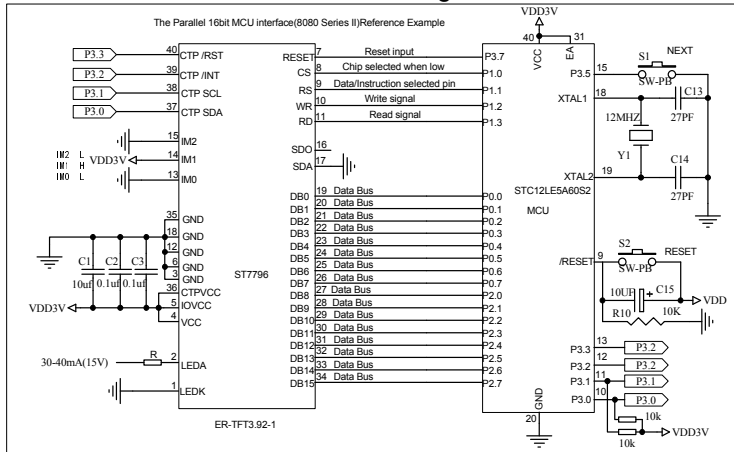 The Parallel 16bit MCU interface(8080 Series II)Reference Example
VDD3V
P3.3 40 CTP /RST
P3.2 39 CTP /INT
P3.1 38 CTP SCL
P3.0 37 CTP SDA
15 IM2
VDD3V 14 IM1
13 IM0
IM2 L
IM1 H
IM0 L
35 GND
18 GND
12 GND
6 GND
3 GND
36 CTPVCC
5 IOVCC
4 VCC
C1 C2 C3
10uf 0.1uf 0.1uf
VDD3V
30-40mA(15V) R 2 LEDA
1 LEDK
ST7796
ER-TFT3.92-1
RESET 7 Reset input P3.7
CS 8 Chip selected when low P1.0
RS 9 Data/Instruction selected pin P1.1
WR 10 Write signal P1.2
RD 11 Read signal P1.3
SDO 16
SDA 17
DB0 19 Data Bus P0.0
DB1 20 Data Bus P0.1
DB2 21 Data Bus P0.2
DB3 22 Data Bus P0.3
DB4 23 Data Bus P0.4
DB5 24 Data Bus P0.5
DB6 25 Data Bus P0.6
DB7 26 Data Bus P0.7
DB8 27 Data Bus P2.0
DB9 28 Data Bus P2.1
DB10 29 Data Bus P2.2
DB11 30 Data Bus P2.3
DB12 31 Data Bus P2.4
DB13 32 Data Bus P2.5
DB14 33 Data Bus P2.6
DB15 34 Data Bus P2.7
40 31
VCC EA
STC12LE5A60S2
MCU
GND
20
P3.5 15 S1 NEXT
SW-PB
XTAL1 18
C13
12MHZ 27PF
Y1
C14
XTAL2 19
27PF
/RESET 9 S2 RESET
SW-PB
10UF + C15 VDD
R10 10K
P3.3 13 P3.2
P3.2 12 P3.2
P3.1 11 P3.1
P3.0 10 P3.0
10k
10k VDD3V